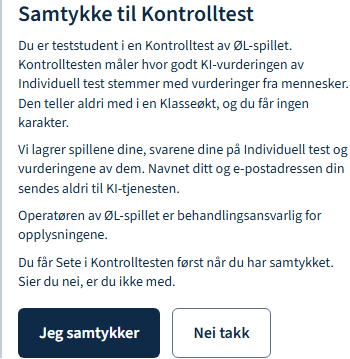 Samtykke til Kontrolltest
Du er teststudent i en Kontrolltest av ØL-spillet.
Kontrolltesten måler hvor godt KI-vurderingen av
Individuell test stemmer med vurderinger fra mennesker.
Den teller aldri med i en Klasseøkt, og du får ingen
karakter.
Vi lagrer spillene dine, svarene dine på Individuell test og
vurderingene av dem. Navnet ditt og e-postadressen din
sendes aldri til KI-tjenesten.
Operatøren av ØL-spillet er behandlingsansvarlig for
opplysningene.
Du får Sete i Kontrolltesten først når du har samtykket.
Sier du nei, er du ikke med.
Jeg samtykker
Nei takk